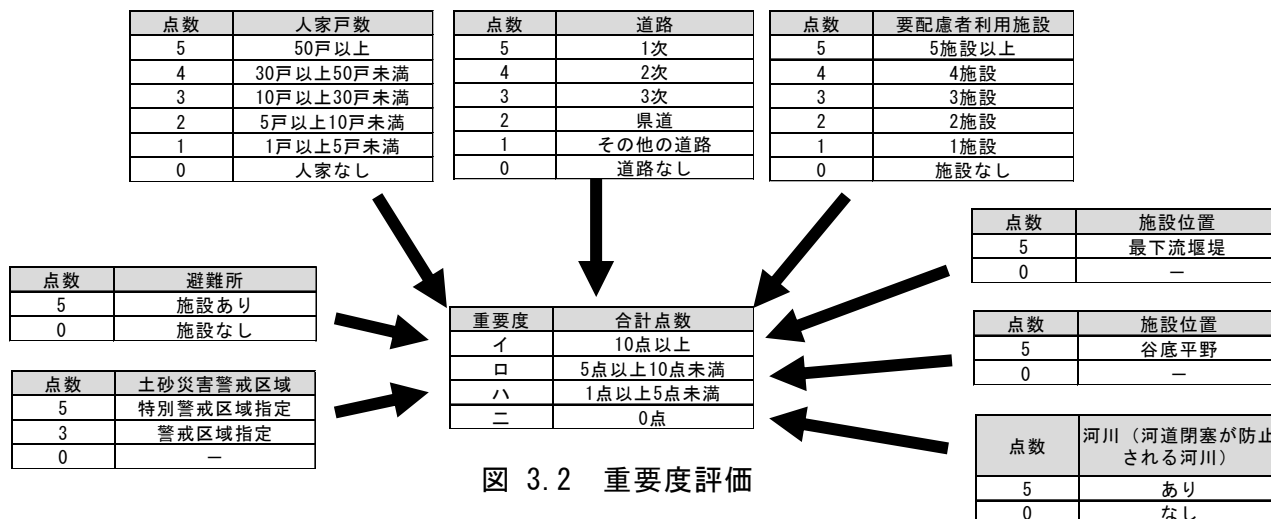 点数 人家戸数
5 50戸以上
4 30戸以上50戸未満
3 10戸以上30戸未満
2 5戸以上10戸未満
1 1戸以上5戸未満
0 人家なし
点数 道路
5 1次
4 2次
3 3次
2 県道
1 その他の道路
0 道路なし
点数 要配慮者利用施設
5 5施設以上
4 4施設
3 3施設
2 2施設
1 1施設
0 施設なし
点数 避難所
5 施設あり
0 施設なし
点数 土砂災害警戒区域
5 特別警戒区域指定
3 警戒区域指定
0 －
重要度 合計点数
イ 10点以上
ロ 5点以上10点未満
ハ 1点以上5点未満
ニ 0点
点数 施設位置
5 最下流堰堤
0 －
点数 施設位置
5 谷底平野
0 －
点数 河川（河道閉塞が防止
される河川）
5 あり
0 なし
図 3.2 重要度評価